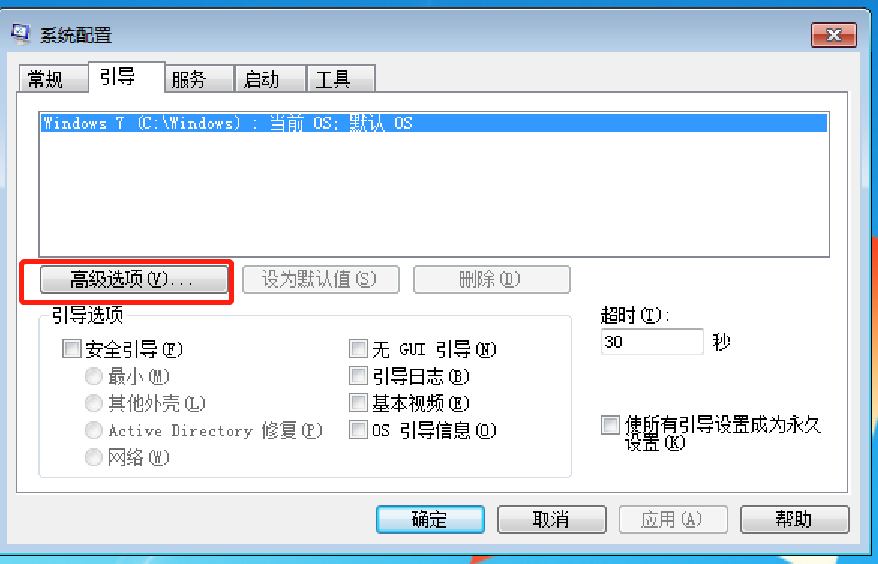 系统配置
常规 引导 服务 启动 工具
Windows 7 (C:\Windows) : 当前 OS; 默认 OS
高级选项(V)... 设为默认值(S) 删除(D)
引导选项
超时(T):
安全引导(F) 无 GUI 引导(N) 30 秒
最小(M) 引导日志(B)
其他外壳(L) 基本视频(E)
Active Directory 修复(P) OS 引导信息(O) 使所有引导设置成为永久
设置(K)
网络(W)
确定 取消 应用(A) 帮助